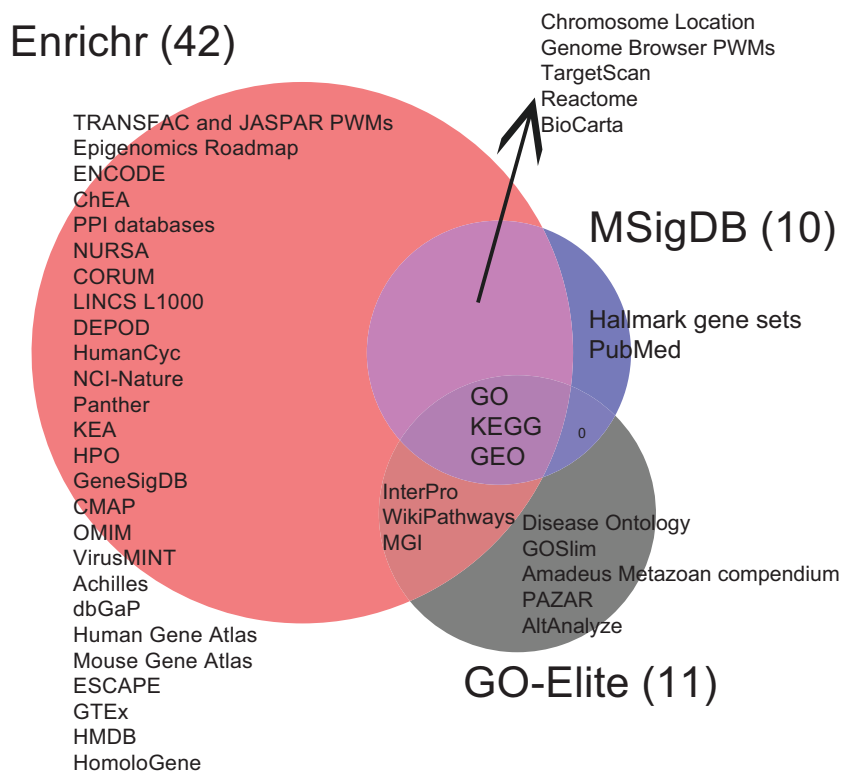 Enrichr (42)
Chromosome Location
Genome Browser PWMs
TargetScan
Reactome
BioCarta
TRANSFAC and JASPAR PWMs
Epigenomics Roadmap
ENCODE
ChEA
PPI databases
NURSA
CORUM
LINCS L1000
DEPOD
HumanCyc
NCI-Nature
Panther
KEA
HPO
GeneSigDB
CMAP
OMIM
VirusMINT
Achilles
dbGaP
Human Gene Atlas
Mouse Gene Atlas
ESCAPE
GTEx
HMDB
HomoloGene
MSigDB (10)
Hallmark gene sets
PubMed
GO
KEGG
GEO
0
InterPro
WikiPathways
MGI
Disease Ontology
GOSlim
Amadeus Metazoan compendium
PAZAR
AltAnalyze
GO-Elite (11)